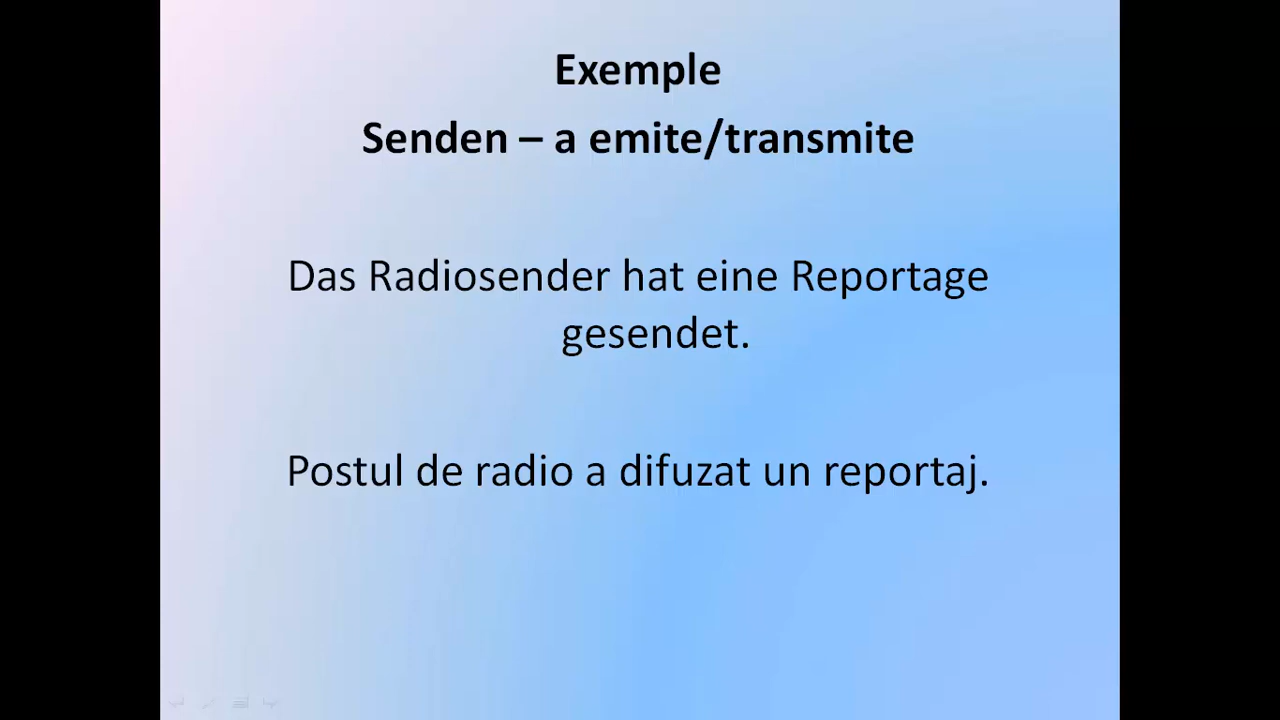 Exemple
Senden – a emite/transmite
Das Radiosender hat eine Reportage
gesendet.
Postul de radio a difuzat un reportaj.